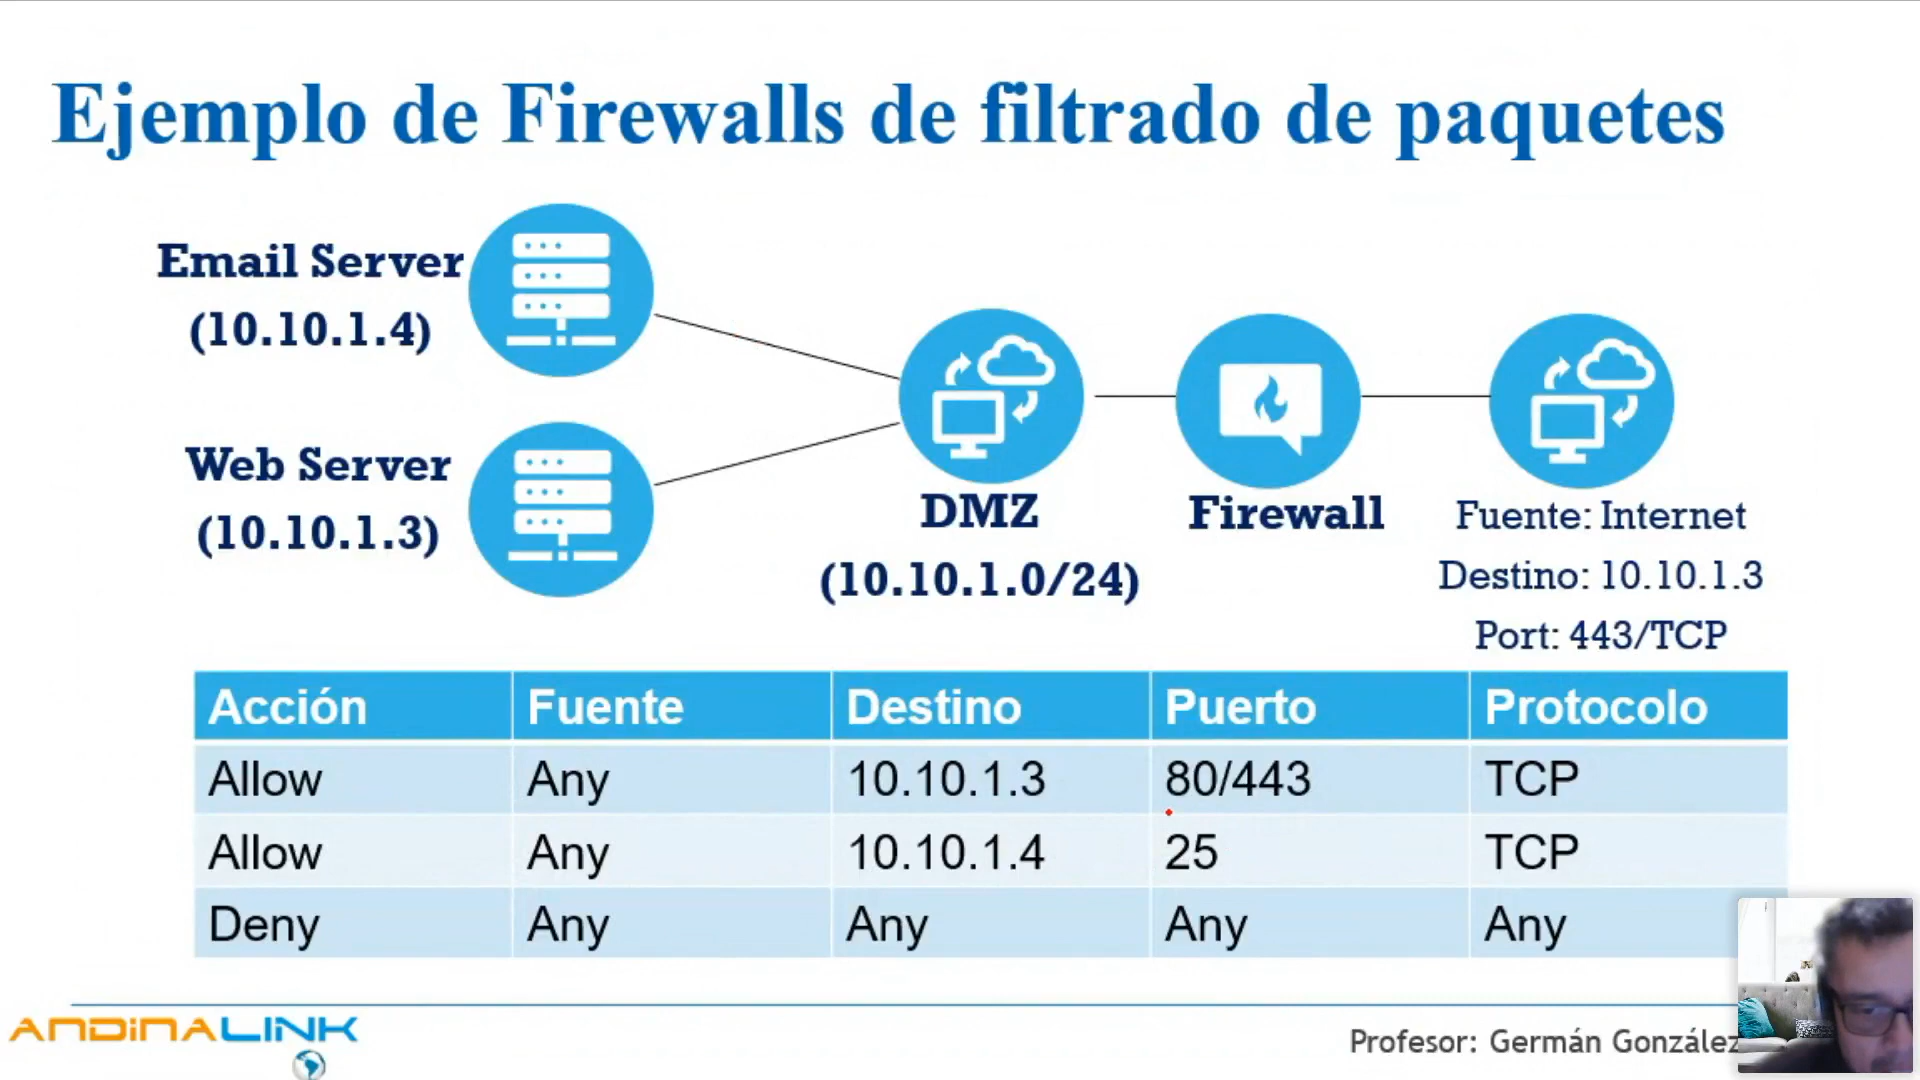 Ejemplo de Firewalls de filtrado de paquetes
Email Server
(10.10.1.4)
Web Server
(10.10.1.3)
DMZ
(10.10.1.0/24)
Firewall
Fuente: Internet
Destino: 10.10.1.3
Port: 443/TCP
Acción Fuente Destino Puerto Protocolo
Allow Any 10.10.1.3 80/443 TCP
Allow Any 10.10.1.4 25 TCP
Deny Any Any Any Any
ANDINALINK
Profesor: Germán González